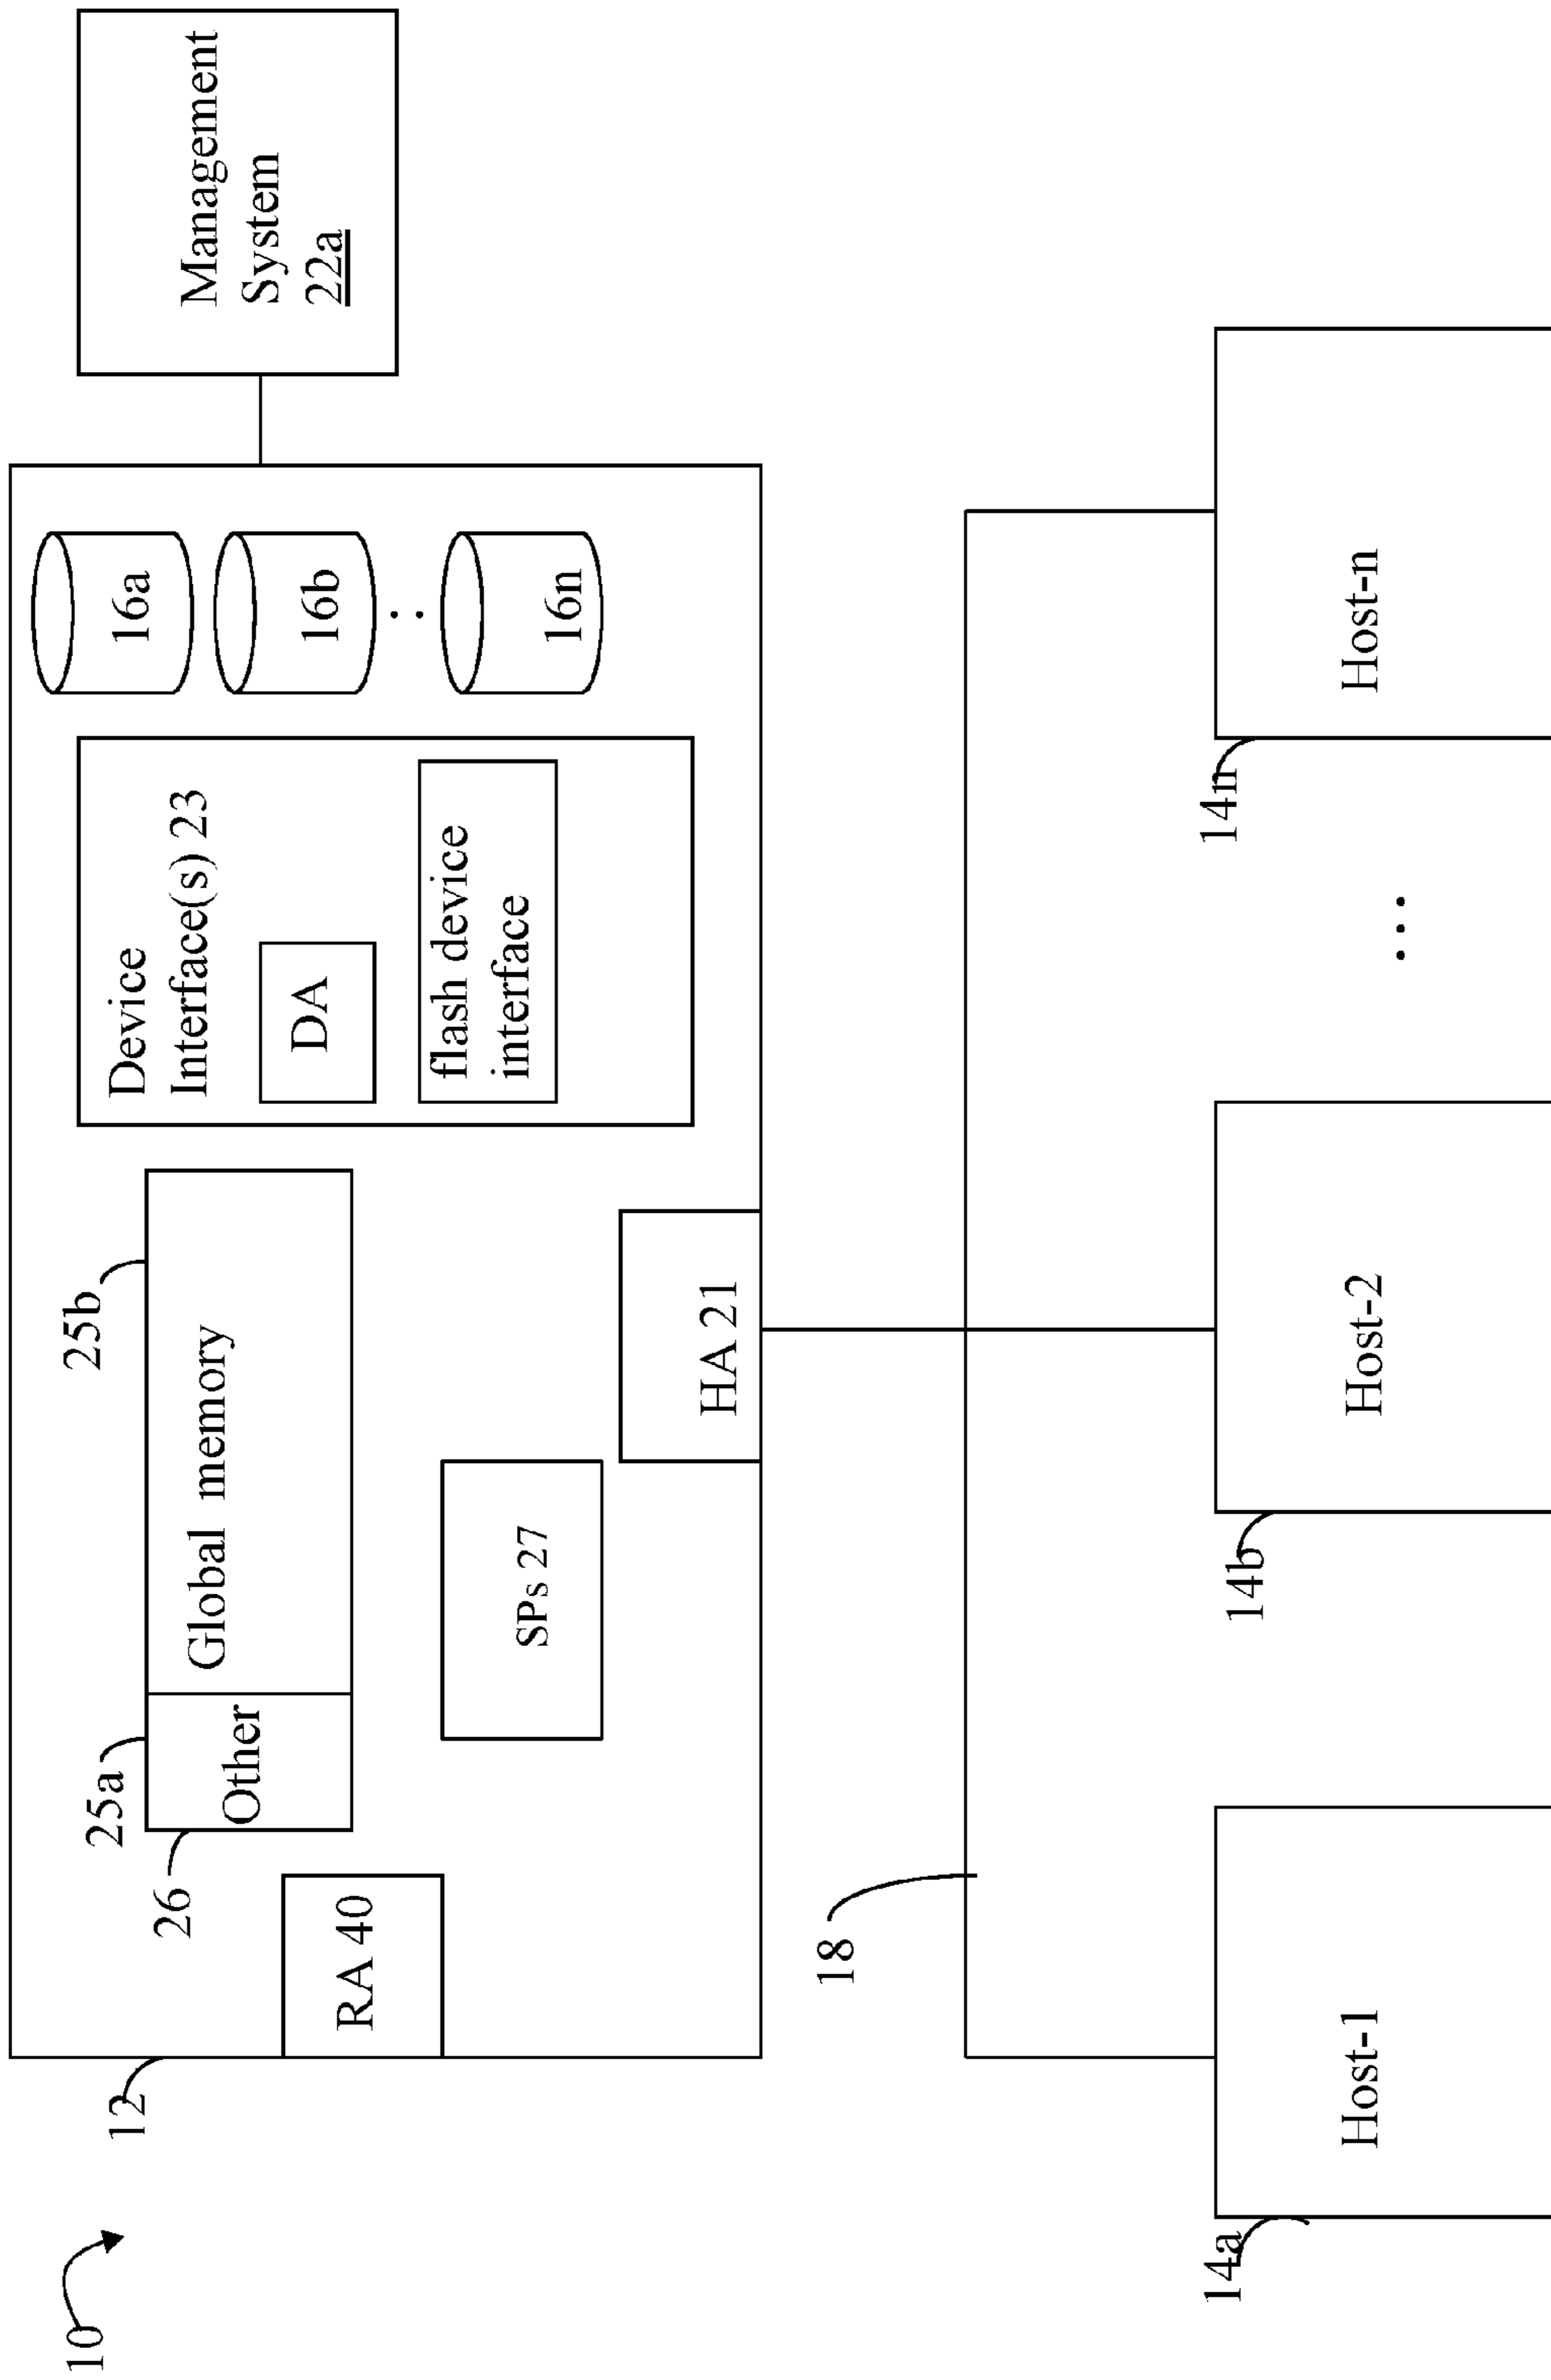 10
12
26
25a
25b
Other
Global memory
RA 40
SPs 27
HA 21
Device
Interface(s) 23
DA
flash device
interface
16a
16b
16n
Management
System
22a
18
14a
Host-1
14b
Host-2
...
14n
Host-n